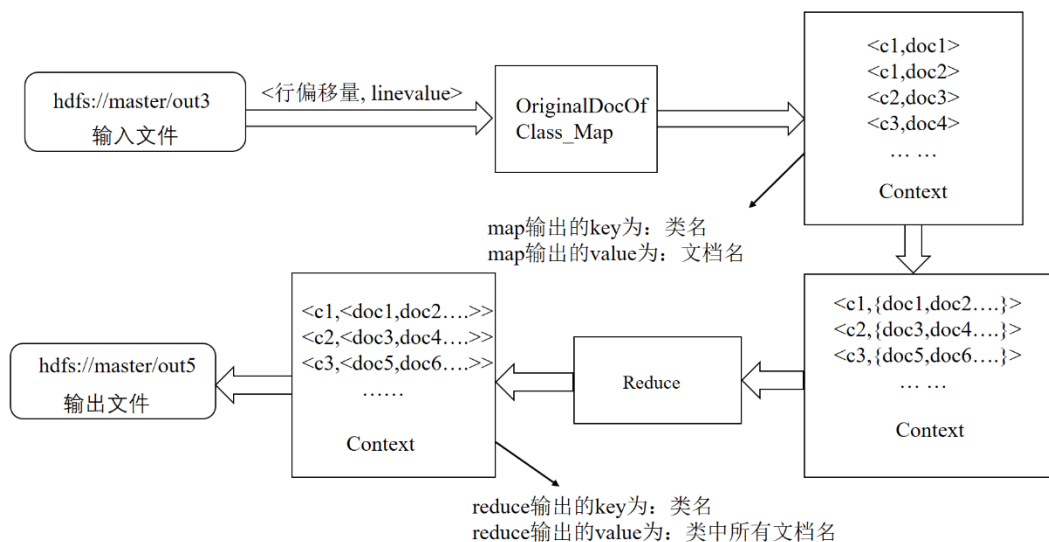 hdfs://master/out3
输入文件
<行偏移量, linevalue>
OriginalDocOf
Class_Map
<c1,doc1>
<c1,doc2>
<c2,doc3>
<c3,doc4>
… …
Context
map输出的key为：类名
map输出的value为：文档名
<c1,{doc1,doc2….}>
<c2,{doc3,doc4….}>
<c3,{doc5,doc6….}>
… …
Context
Reduce
<c1,<doc1,doc2….>>
<c2,<doc3,doc4….>>
<c3,<doc5,doc6….>>
……
Context
hdfs://master/out5
输出文件
reduce输出的key为：类名
reduce输出的value为：类中所有文档名